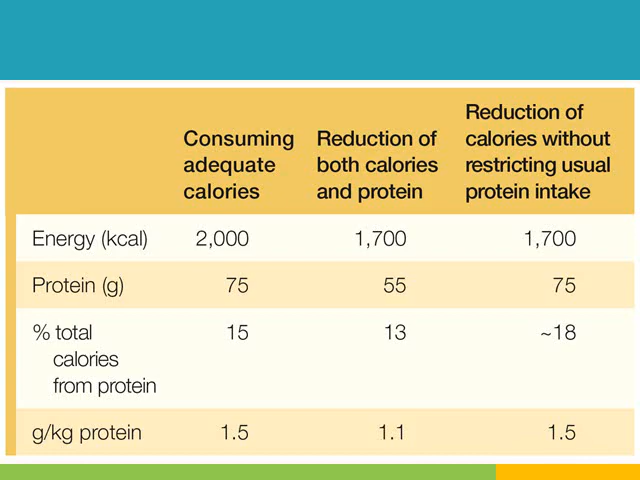 Consuming adequate calories
Reduction of both calories and protein
Reduction of calories without restricting usual protein intake
Energy (kcal) 2,000 1,700 1,700
Protein (g) 75 55 75
% total calories from protein 15 13 ~18
g/kg protein 1.5 1.1 1.5